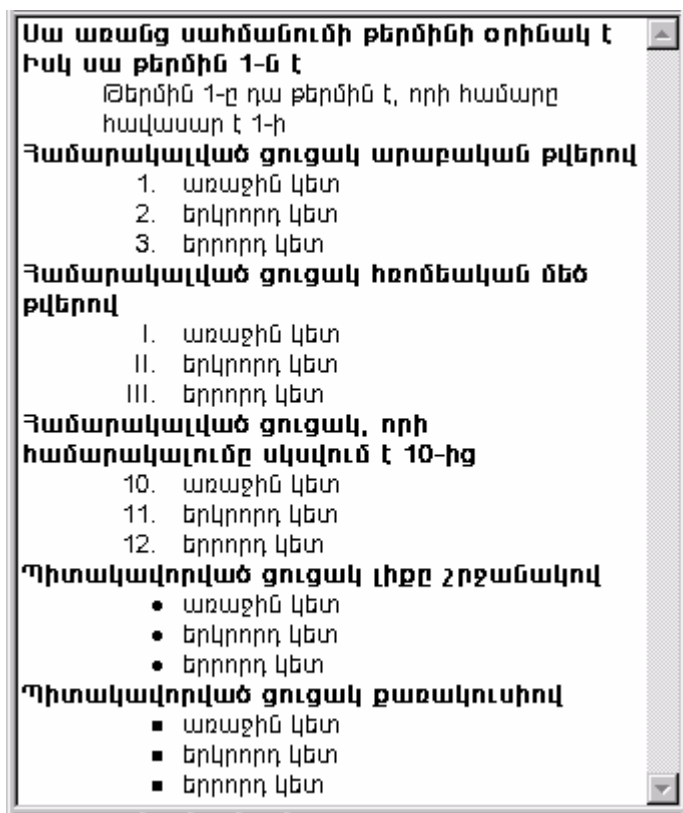 Սա առանց սահմանումի թերմինի օրինակ է
Իսկ սա թերմին 1-ն է
Թերմին 1-ը դա թերմին է, որի համարը
հավասար է 1-ի
Համարակալված ցուցակ արաբական թվերով
1. առաջին կետ
2. երկրորդ կետ
3. երրորդ կետ
Համարակալված ցուցակ հռոմեական մեծ
թվերով
I. առաջին կետ
II. երկրորդ կետ
III. երրորդ կետ
Համարակալված ցուցակ, որի
համարակալումը սկսվում է 10-ից
10. առաջին կետ
11. երկրորդ կետ
12. երրորդ կետ
Պիտակավորված ցուցակ լիքը շրջանակով
• առաջին կետ
• երկրորդ կետ
• երրորդ կետ
Պիտակավորված ցուցակ քառակուսիով
▪ առաջին կետ
▪ երկրորդ կետ
▪ երրորդ կետ